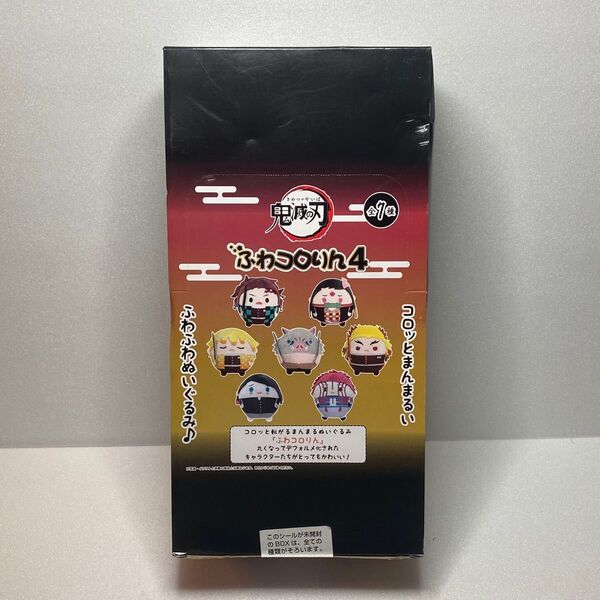 きめつのやいば
鬼滅の刃
全7種
ふわコロりん4
コロッとまんまるい
ふわふわぬいぐるみ♪
コロッと転がるまんまるぬいぐるみ
「ふわコロりん」
丸くなってデフォルメ化された
キャラクターたちがとってもかわいい！
このシールが未開封
のBOXは、全ての
種類がそろいます。